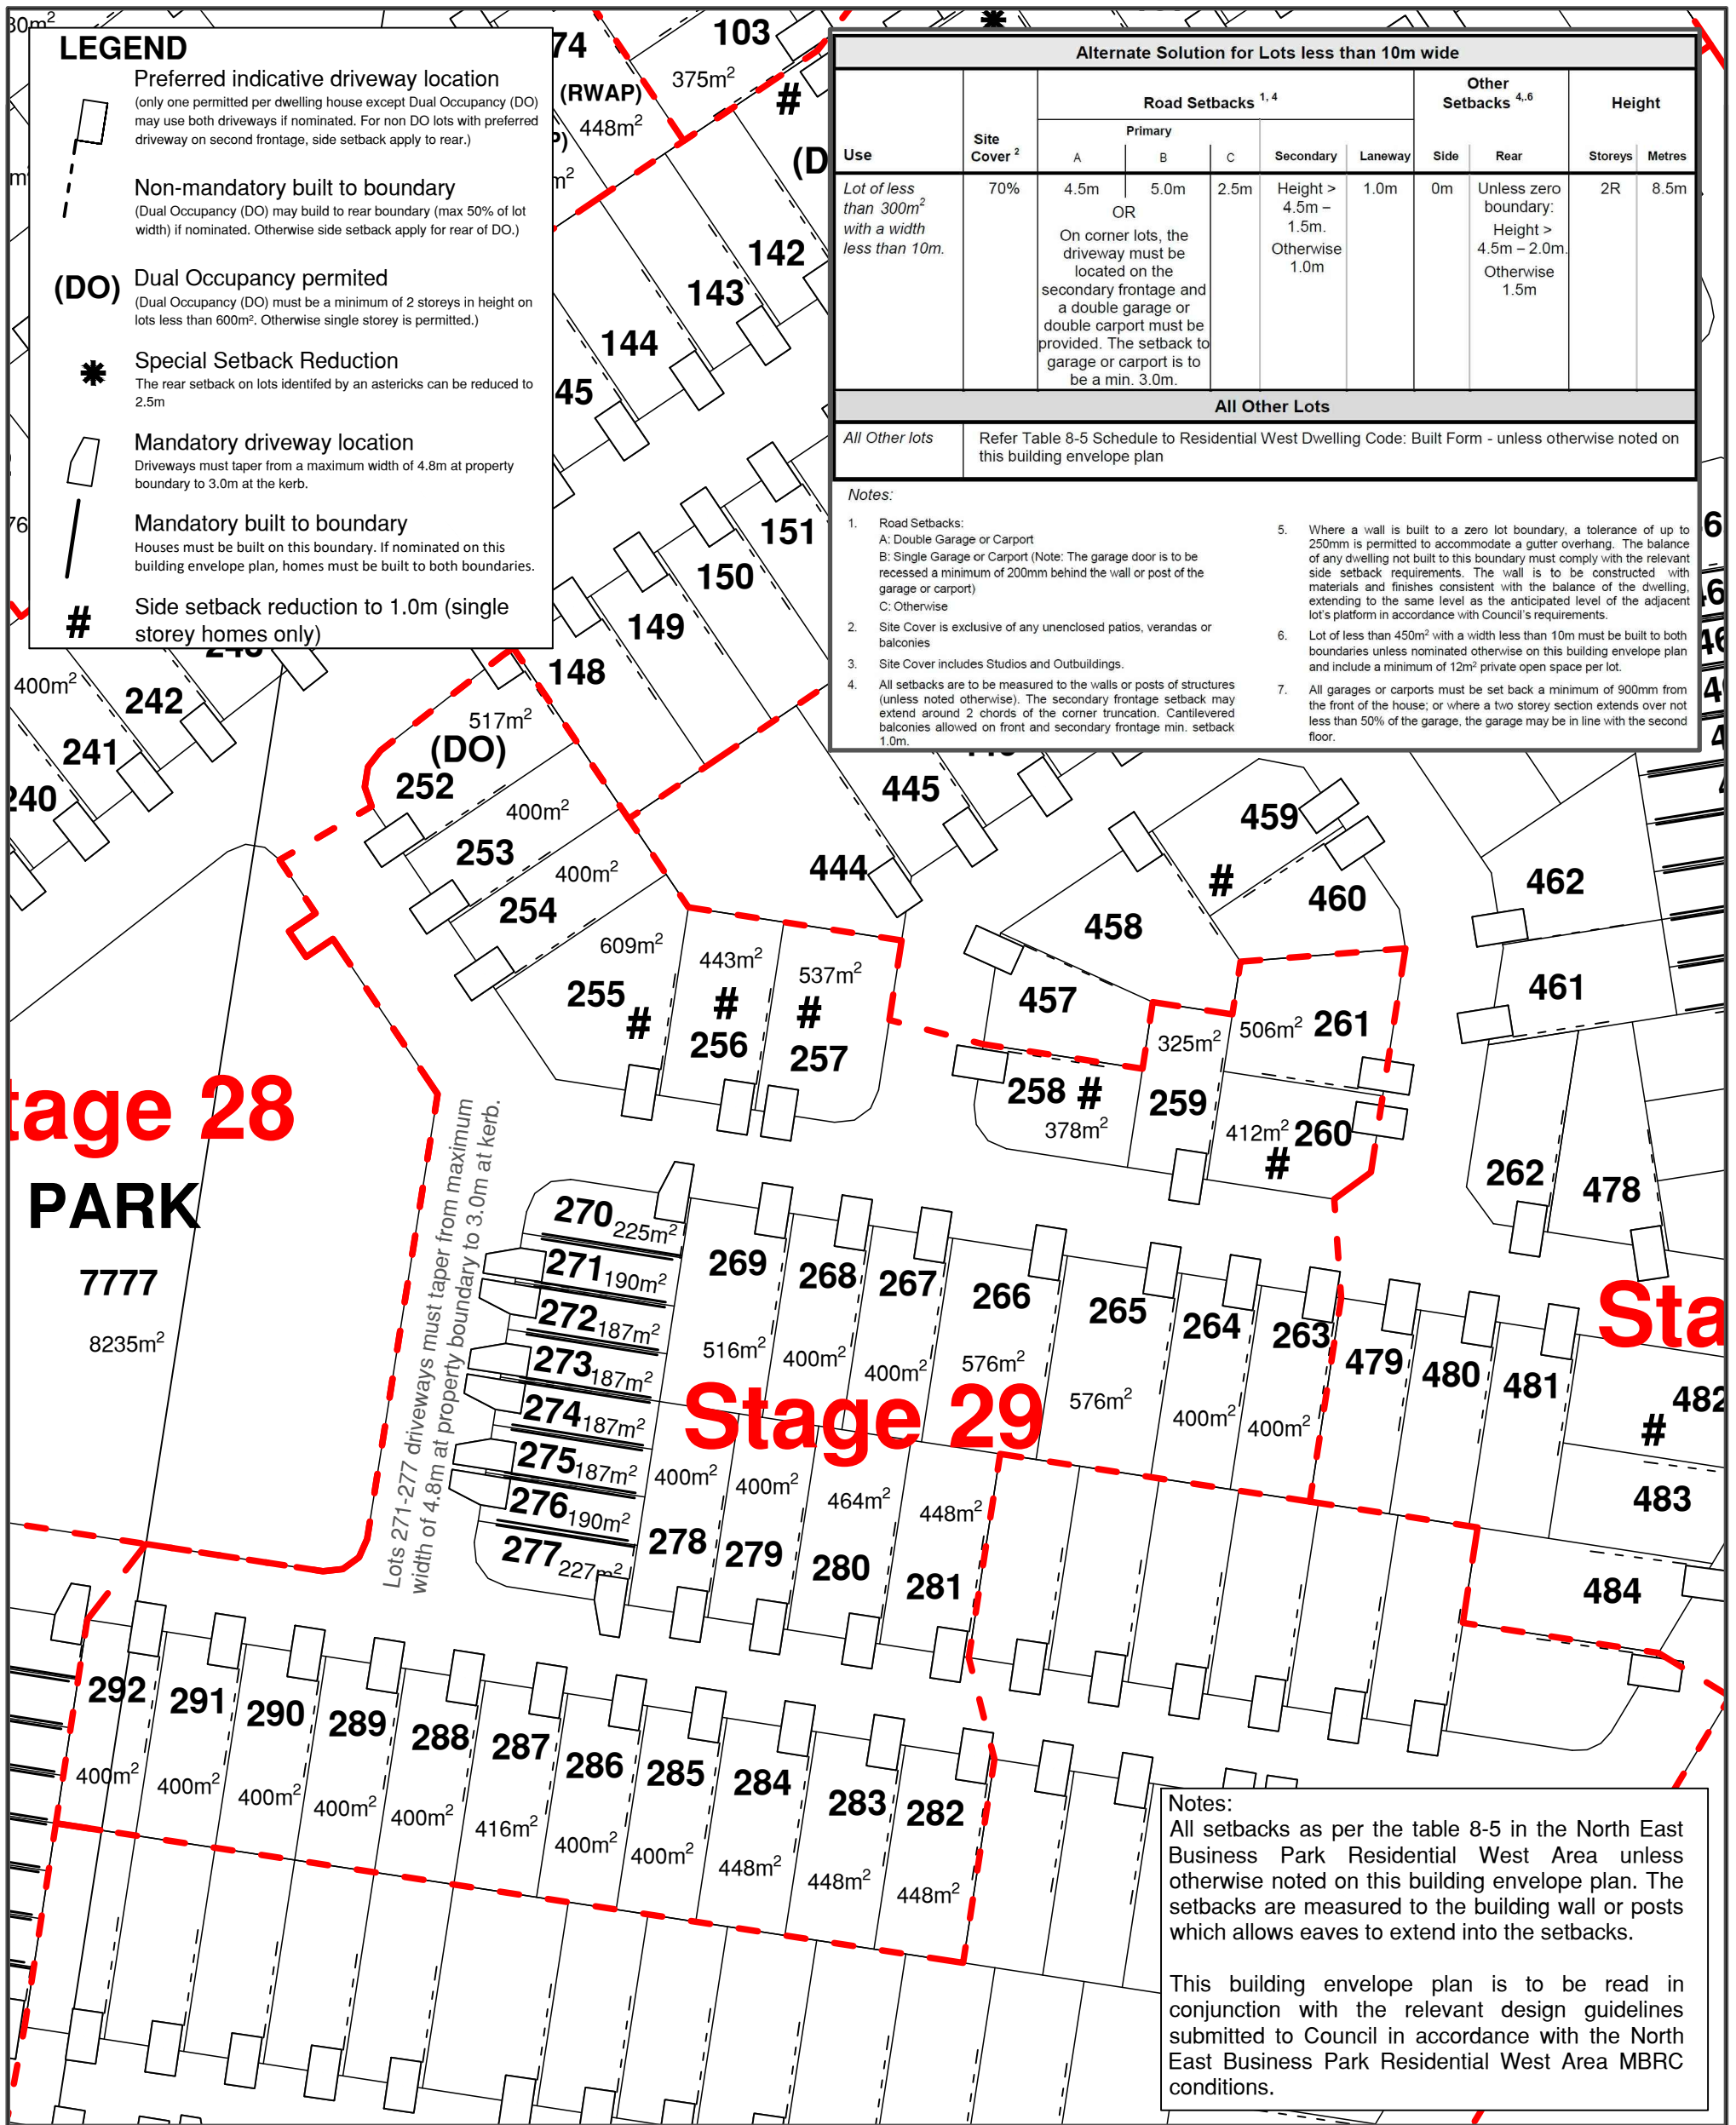 LEGEND
Preferred indicative driveway location
(only one permitted per dwelling house except Dual Occupancy (DO)
may use both driveways if nominated. For non DO lots with preferred
driveway on second frontage, side setback apply to rear.)
Non-mandatory built to boundary
(Dual Occupancy (DO) may build to rear boundary (max 50% of lot
width) if nominated. Otherwise side setback apply for rear of DO.)
(DO) Dual Occupancy permited
(Dual Occupancy (DO) must be a minimum of 2 storeys in height on
lots less than 600m². Otherwise single storey is permitted.)
✱ Special Setback Reduction
The rear setback on lots identifed by an astericks can be reduced to
2.5m
Mandatory driveway location
Driveways must taper from a maximum width of 4.8m at property
boundary to 3.0m at the kerb.
Mandatory built to boundary
Houses must be built on this boundary. If nominated on this
building envelope plan, homes must be built to both boundaries.
# Side setback reduction to 1.0m (single
storey homes only)
Alternate Solution for Lots less than 10m wide
Use
Site
Cover ²
Road Setbacks ¹, ⁴
Primary
A B C Secondary Laneway
Other
Setbacks ⁴,.⁶
Side Rear
Height
Storeys Metres
Lot of less
than 300m²
with a width
less than 10m.
70%
4.5m 5.0m
OR
On corner lots, the
driveway must be
located on the
secondary frontage and
a double garage or
double carport must be
provided. The setback to
garage or carport is to
be a min. 3.0m.
2.5m
Height >
4.5m –
1.5m.
Otherwise
1.0m
1.0m
0m
Unless zero
boundary:
Height >
4.5m – 2.0m.
Otherwise
1.5m
2R
8.5m
All Other Lots
All Other lots
Refer Table 8-5 Schedule to Residential West Dwelling Code: Built Form - unless otherwise noted on
this building envelope plan
Notes:
1. Road Setbacks:
A: Double Garage or Carport
B: Single Garage or Carport (Note: The garage door is to be
recessed a minimum of 200mm behind the wall or post of the
garage or carport)
C: Otherwise
2. Site Cover is exclusive of any unenclosed patios, verandas or
balconies
3. Site Cover includes Studios and Outbuildings.
4. All setbacks are to be measured to the walls or posts of structures
(unless noted otherwise). The secondary frontage setback may
extend around 2 chords of the corner truncation. Cantilevered
balconies allowed on front and secondary frontage min. setback
1.0m.
5. Where a wall is built to a zero lot boundary, a tolerance of up to
250mm is permitted to accommodate a gutter overhang. The balance
of any dwelling not built to this boundary must comply with the relevant
side setback requirements. The wall is to be constructed with
materials and finishes consistent with the balance of the dwelling,
extending to the same level as the anticipated level of the adjacent
lot's platform in accordance with Council's requirements.
6. Lot of less than 450m² with a width less than 10m must be built to both
boundaries unless nominated otherwise on this building envelope plan
and include a minimum of 12m² private open space per lot.
7. All garages or carports must be set back a minimum of 900mm from
the front of the house; or where a two storey section extends over not
less than 50% of the garage, the garage may be in line with the second
floor.
74
(RWAP)
448m²
103
375m²
#
142
143
144
45
151
150
149
148
400m²
242
241
240
517m²
(DO)
252
400m²
253
400m²
254
609m²
255
#
443m²
#
256
537m²
#
257
445
444
459
#
460
458
457
462
461
325m²
506m² 261
258 #
378m²
259
412m² 260
#
262
478
tage 28
PARK
7777
8235m²
Lots 271-277 driveways must taper from maximum
width of 4.8m at property boundary to 3.0m at kerb.
270 225m²
271 190m²
272 187m²
273 187m²
274 187m²
275 187m²
276 190m²
277 227m²
269
516m²
268
400m²
267
400m²
266
576m²
265
576m²
264
400m²
263
400m²
479
480
481
482
#
483
484
Sta
Stage 29
400m²
278
400m²
279
464m²
280
448m²
281
292
400m²
291
400m²
290
400m²
289
400m²
288
400m²
287
416m²
286
400m²
285
400m²
284
448m²
283
448m²
282
448m²
Notes:
All setbacks as per the table 8-5 in the North East
Business Park Residential West Area unless
otherwise noted on this building envelope plan. The
setbacks are measured to the building wall or posts
which allows eaves to extend into the setbacks.
This building envelope plan is to be read in
conjunction with the relevant design guidelines
submitted to Council in accordance with the North
East Business Park Residential West Area MBRC
conditions.